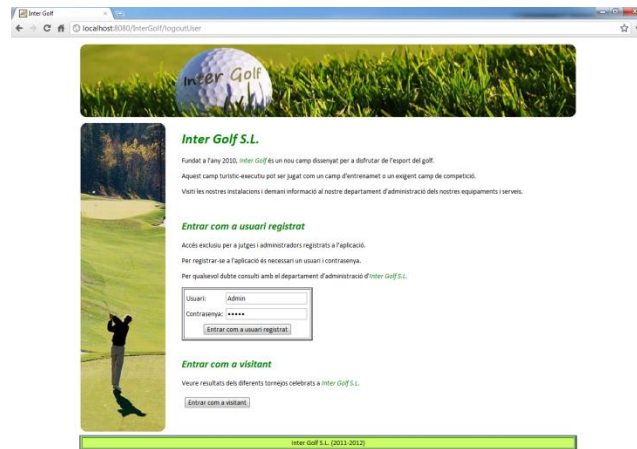 Inter Golf
localhost:8080/InterGolf/logoutUser
Inter Golf
Inter Golf S.L.
Fundat a l'any 2010, Inter Golf és un nou camp dissenyat per a disfrutar de l'esport del golf.
Aquest camp turistic-executiu pot ser jugat com un camp d'entrenamet o un exigent camp de competició.
Visiti les nostres instalacions i demani informació al nostre departament d'administració dels nostres equipaments i serveis.
Entrar com a usuari registrat
Accés exclusiu per a jutges i administradors registrats a l'aplicació.
Per registrar-se a l'aplicació és necessari un usuari i contrasenya.
Per qualsevol dubte consulti amb el departament d'administració d'Inter Golf S.L.
Usuari: Admin
Contrasenya: •••••
Entrar com a usuari registrat
Entrar com a visitant
Veure resultats dels diferents tornejos celebrats a Inter Golf S.L.
Entrar com a visitant
Inter Golf S.L. (2011-2012)